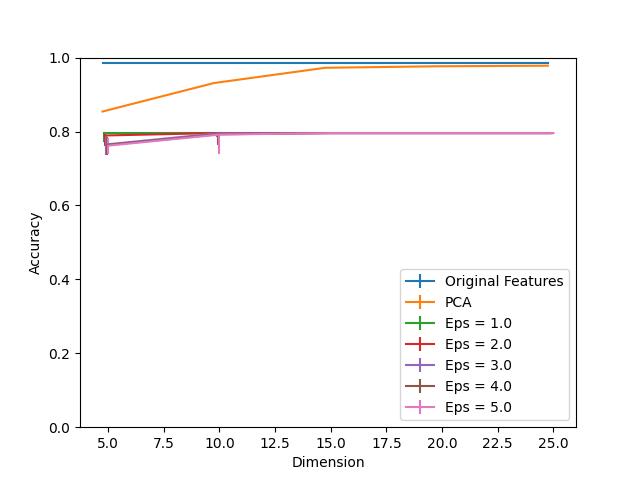 1.0
0.8
0.6
0.4
0.2
0.0
Accuracy
Original Features
PCA
Eps = 1.0
Eps = 2.0
Eps = 3.0
Eps = 4.0
Eps = 5.0
5.0 7.5 10.0 12.5 15.0 17.5 20.0 22.5 25.0
Dimension